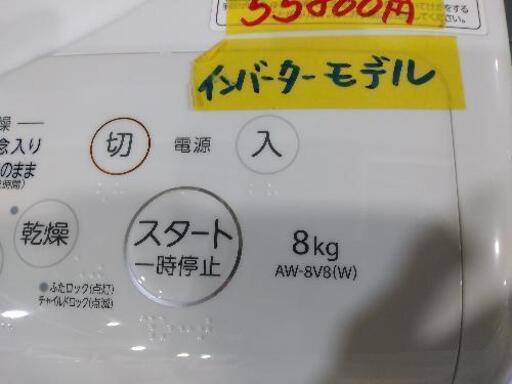 55800円
インバーターモデル
燥
念入り
のまま
切
電源
入
乾燥
スタート
一時停止
8kg
AW-8V8(W)
ふたロック(点灯)
チャイルドロック(点滅)